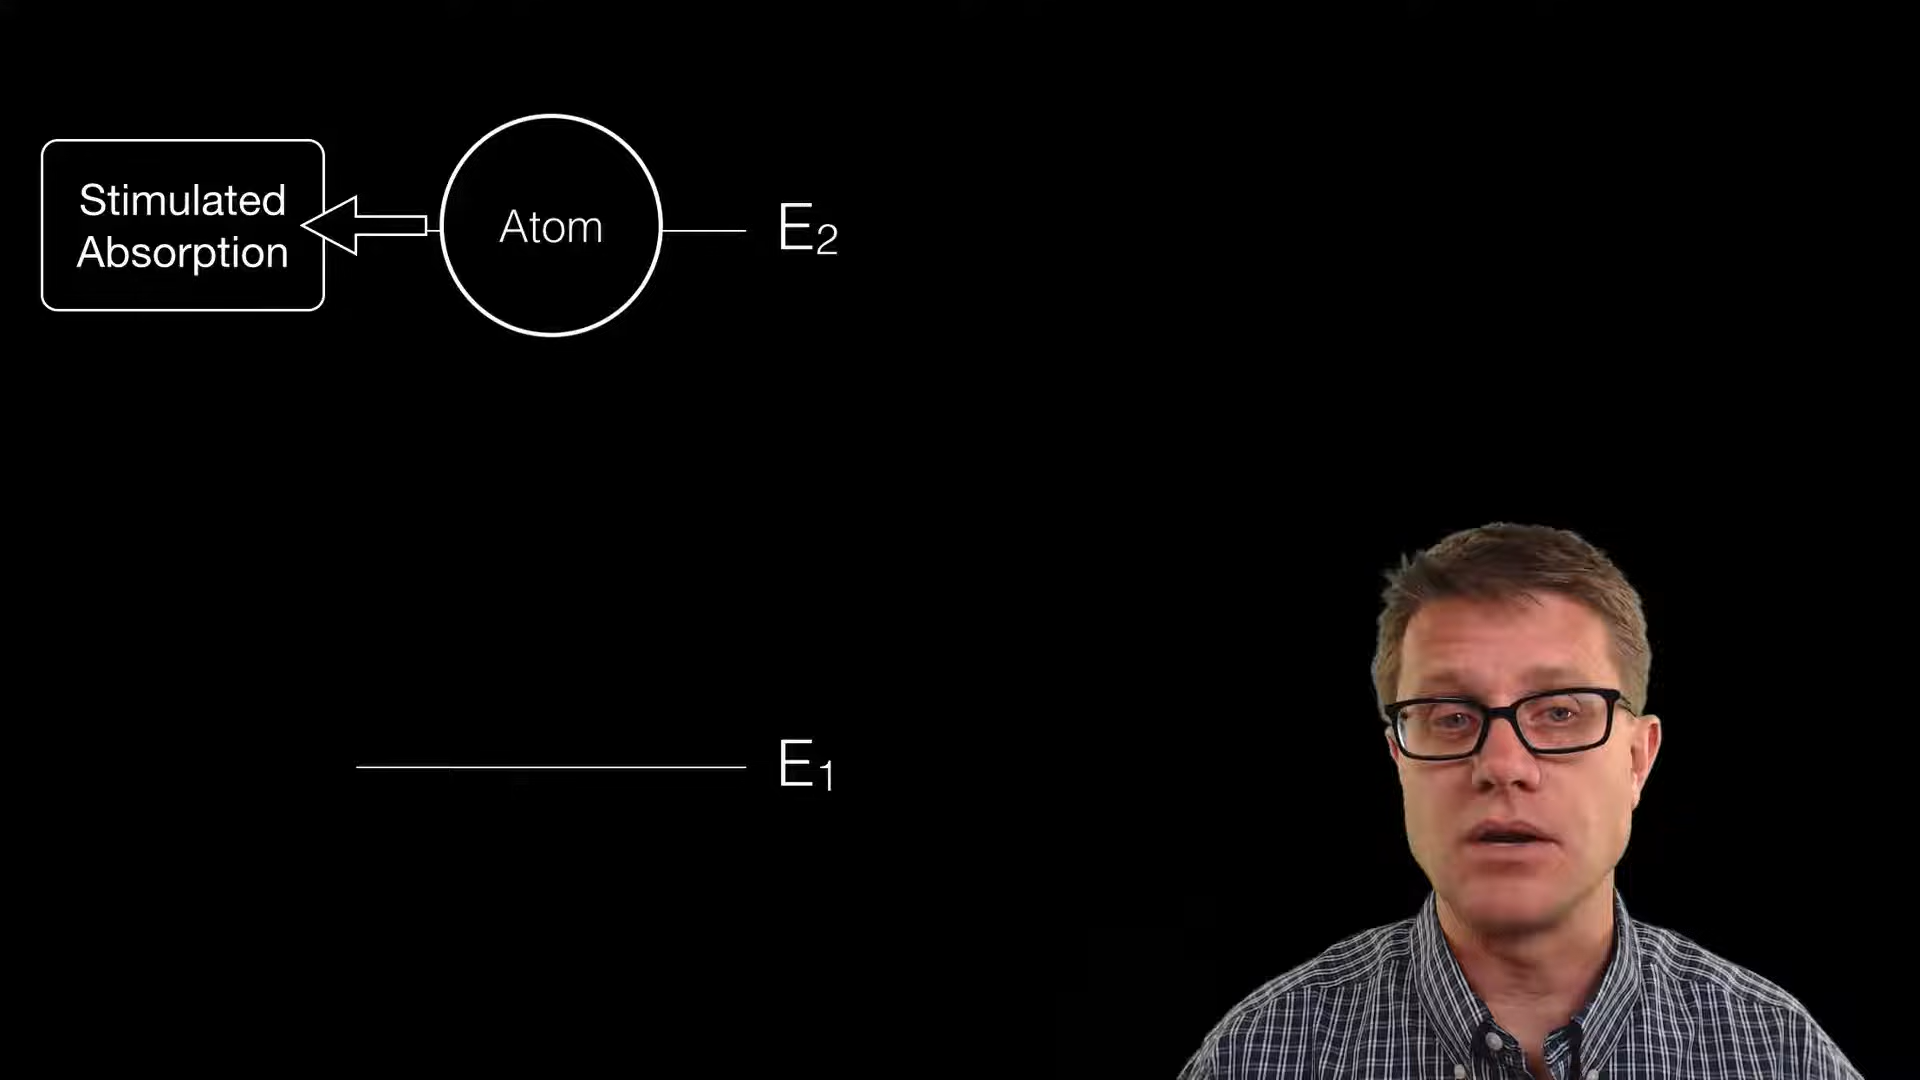 Stimulated
Absorption
Atom
E₂
E₁